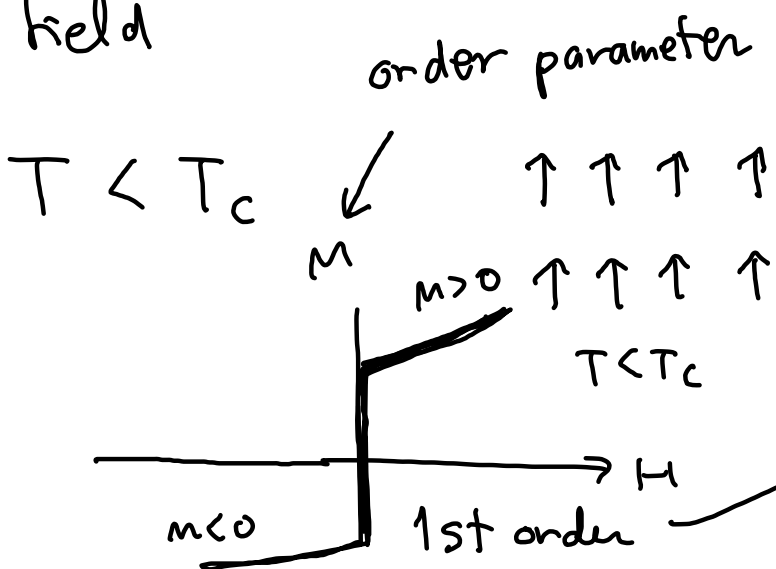 field
order parameter
T < Tc
M
M>0
T<Tc
H
M<0
1st order